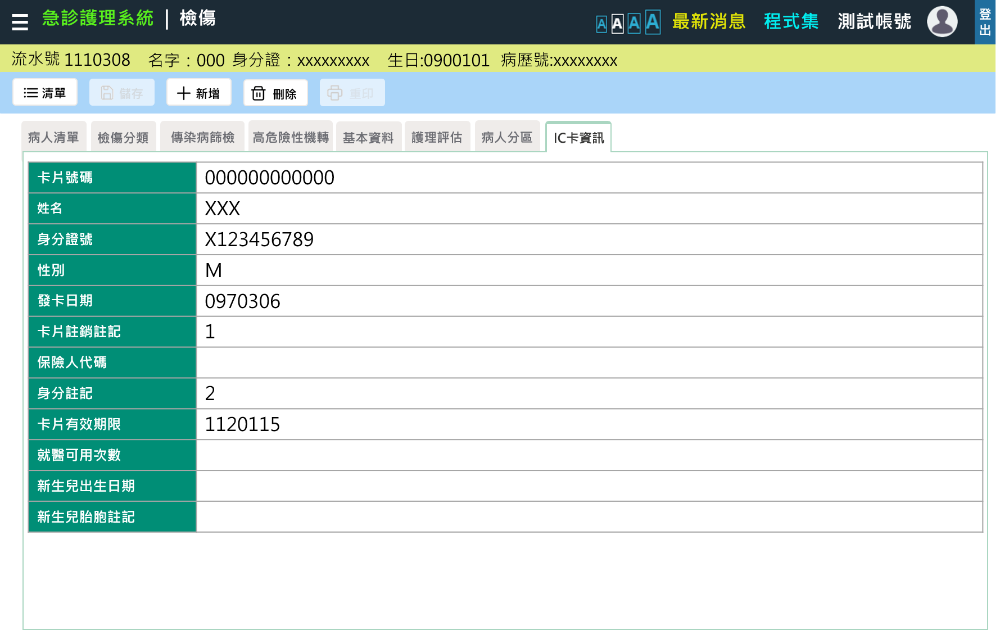 急診護理系統 | 檢傷 A A A A 最新消息 程式集 測試帳號 登出
流水號 1110308 名字：000 身分證：xxxxxxxxx 生日:0900101 病歷號:xxxxxxxx
清單 儲存 新增 刪除 重印
病人清單 檢傷分類 傳染病篩檢 高危險性機轉 基本資料 護理評估 病人分區 IC卡資訊
卡片號碼 000000000000
姓名 XXX
身分證號 X123456789
性別 M
發卡日期 0970306
卡片註銷註記 1
保險人代碼
身分註記 2
卡片有效期限 1120115
就醫可用次數
新生兒出生日期
新生兒胎胞註記